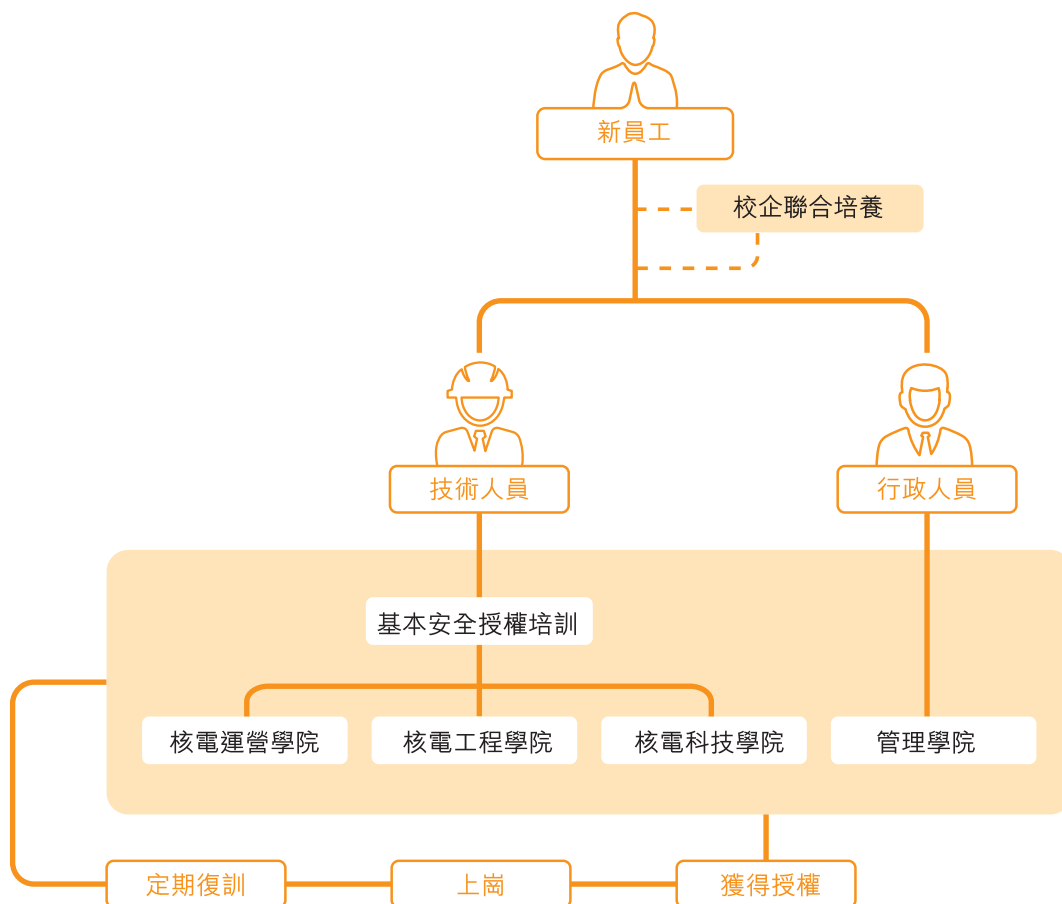 新員工
校企聯合培養
技術人員
行政人員
基本安全授權培訓
核電運營學院
核電工程學院
核電科技學院
管理學院
定期復訓
上崗
獲得授權